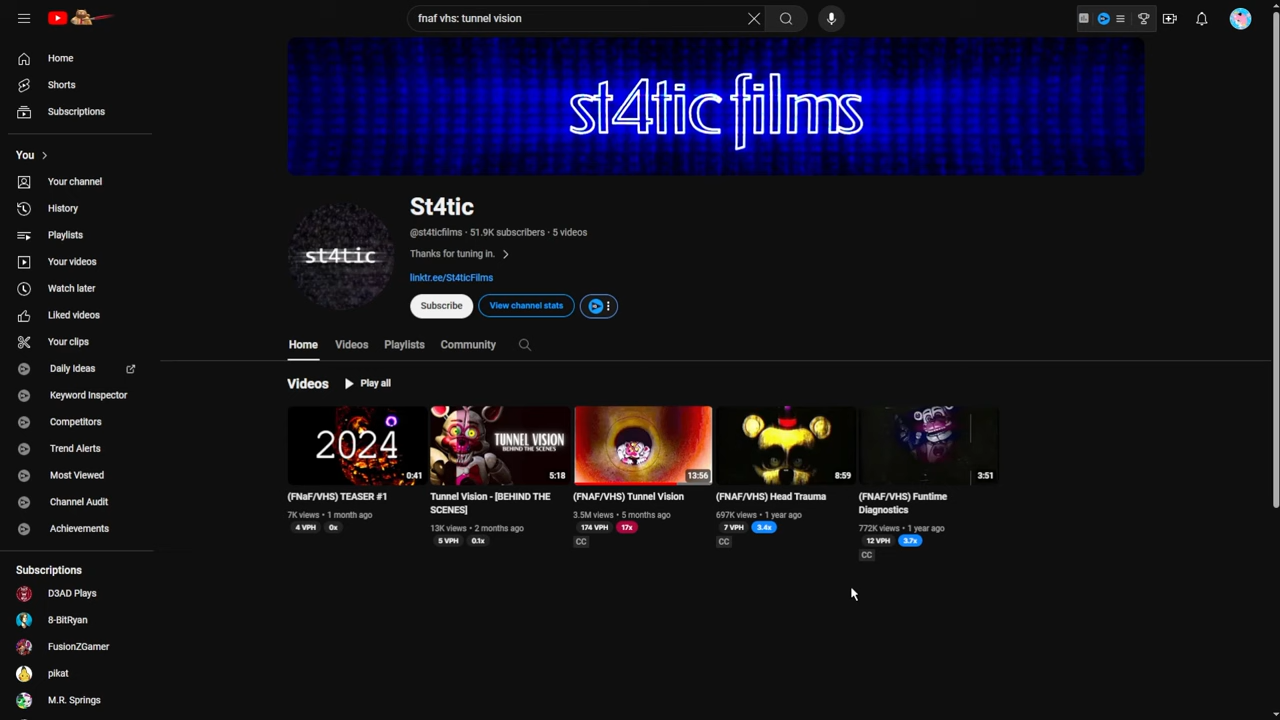 fnaf vhs: tunnel vision
st4tic films
Home
Shorts
Subscriptions
You
Your channel
History
Playlists
Your videos
Watch later
Liked videos
Your clips
Daily Ideas
Keyword Inspector
Competitors
Trend Alerts
Most Viewed
Channel Audit
Achievements
Subscriptions
D3AD Plays
8-BitRyan
FusionZGamer
pikat
M.R. Springs
st4tic
St4tic
@st4ticfilms · 51.9K subscribers · 5 videos
Thanks for tuning in.
linktr.ee/St4ticFilms
Subscribe View channel stats
Home Videos Playlists Community
Videos Play all
2024
0:41
(FNaF/VHS) TEASER #1
7K views · 1 month ago
4 VPH 0x
TUNNEL VISION
BEHIND THE SCENES
5:18
Tunnel Vision - [BEHIND THE
SCENES]
13K views · 2 months ago
5 VPH 0.1x
13:56
(FNAF/VHS) Tunnel Vision
3.5M views · 5 months ago
174 VPH 17x
CC
8:59
(FNAF/VHS) Head Trauma
697K views · 1 year ago
7 VPH 3.4x
CC
3:51
(FNAF/VHS) Funtime
Diagnostics
772K views · 1 year ago
12 VPH 3.7x
CC